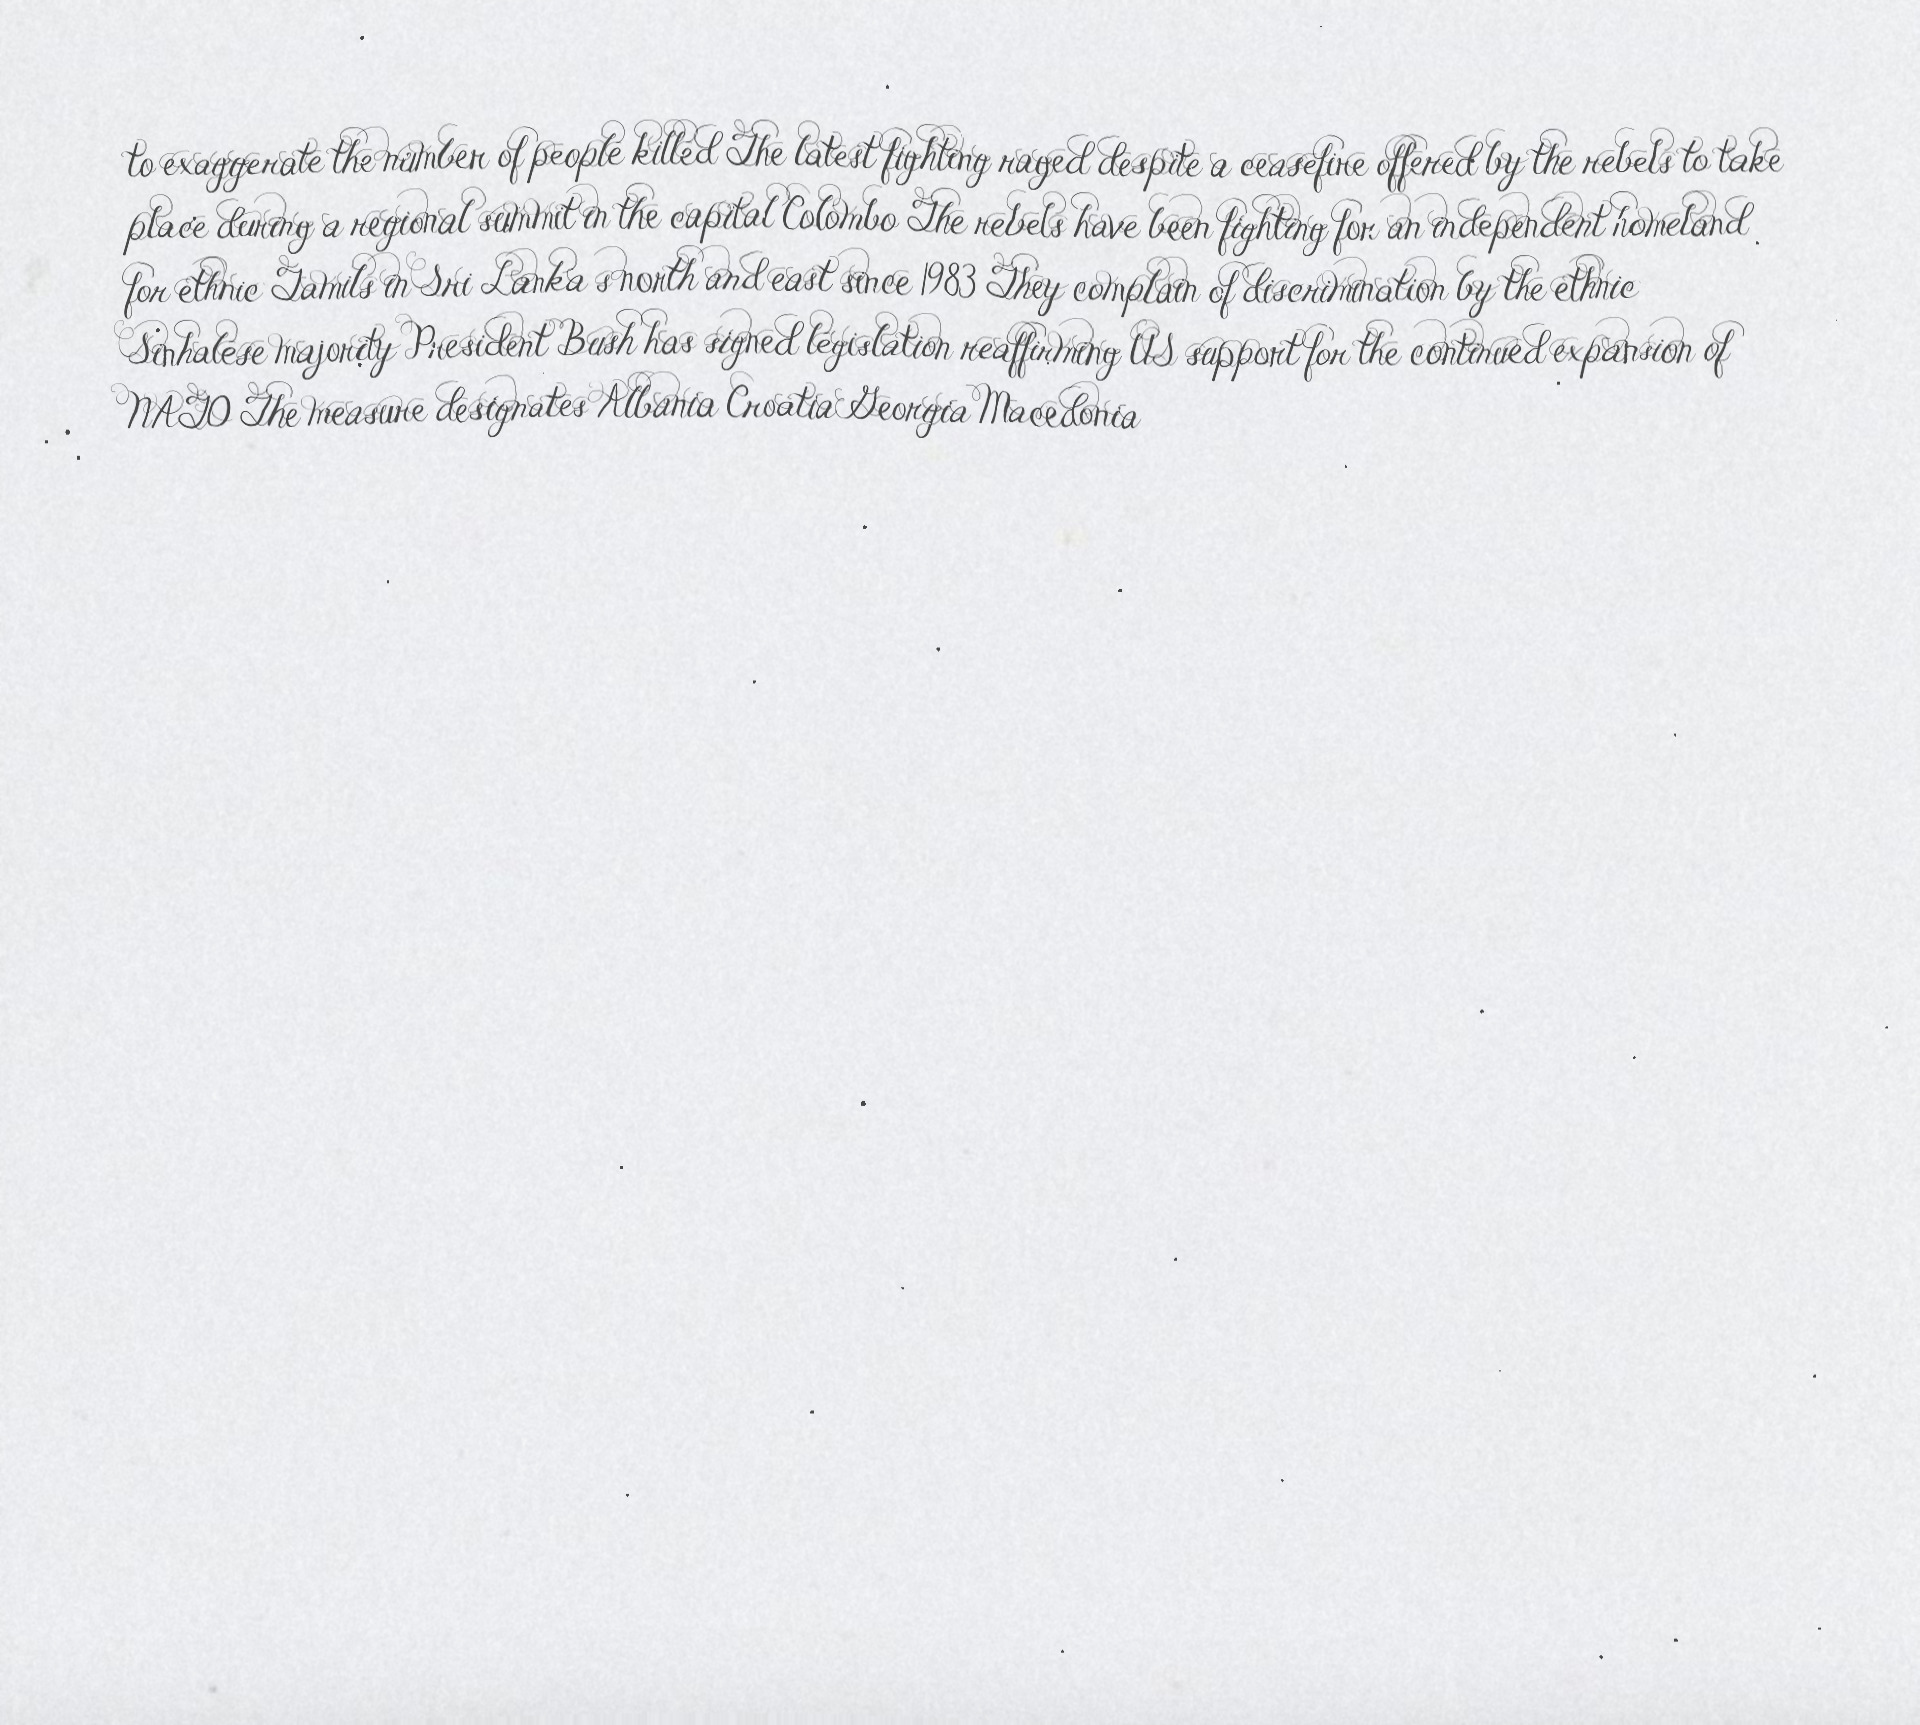 to exaggerate the number of people killed The latest fighting raged despite a ceasefire offered by the rebels to take
place during a regional summit in the capital Colombo The rebels have been fighting for an independent homeland
for ethnic Tamils in Sri Lanka s north and east since 1983 They complain of discrimination by the ethnic
Sinhalese majority President Bush has signed legislation reaffirming US support for the continued expansion of
NATO The measure designates Albania Croatia Georgia Macedonia